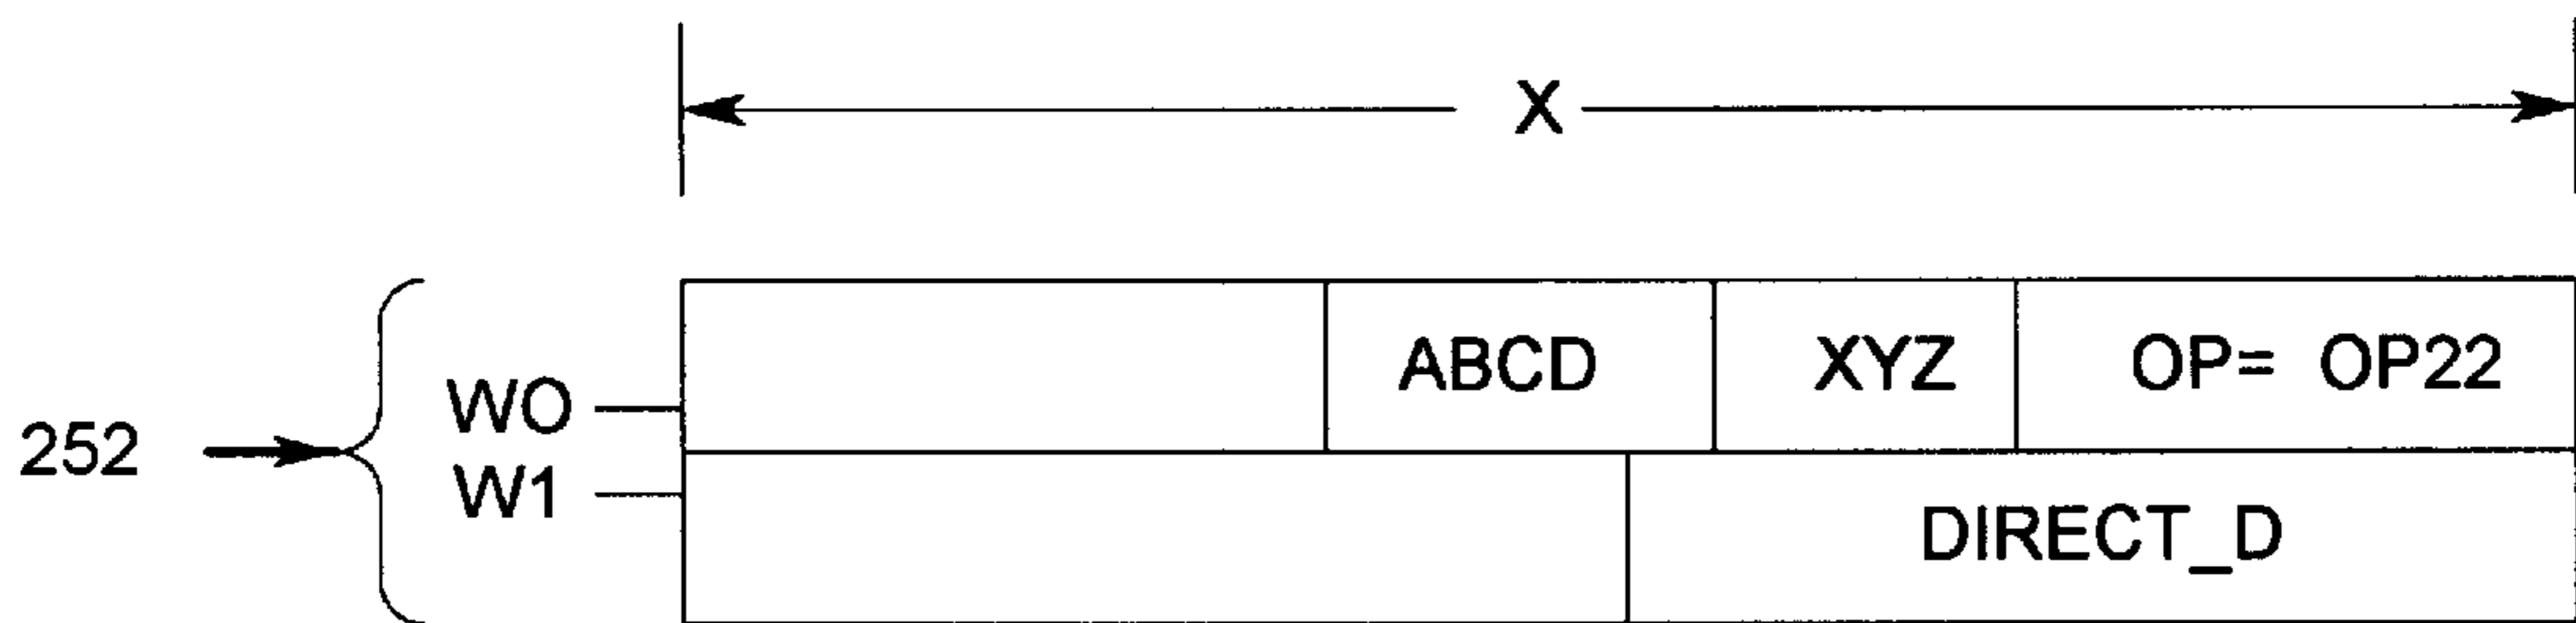 X
WO ABCD XYZ OP= OP22
252
W1 DIRECT_D